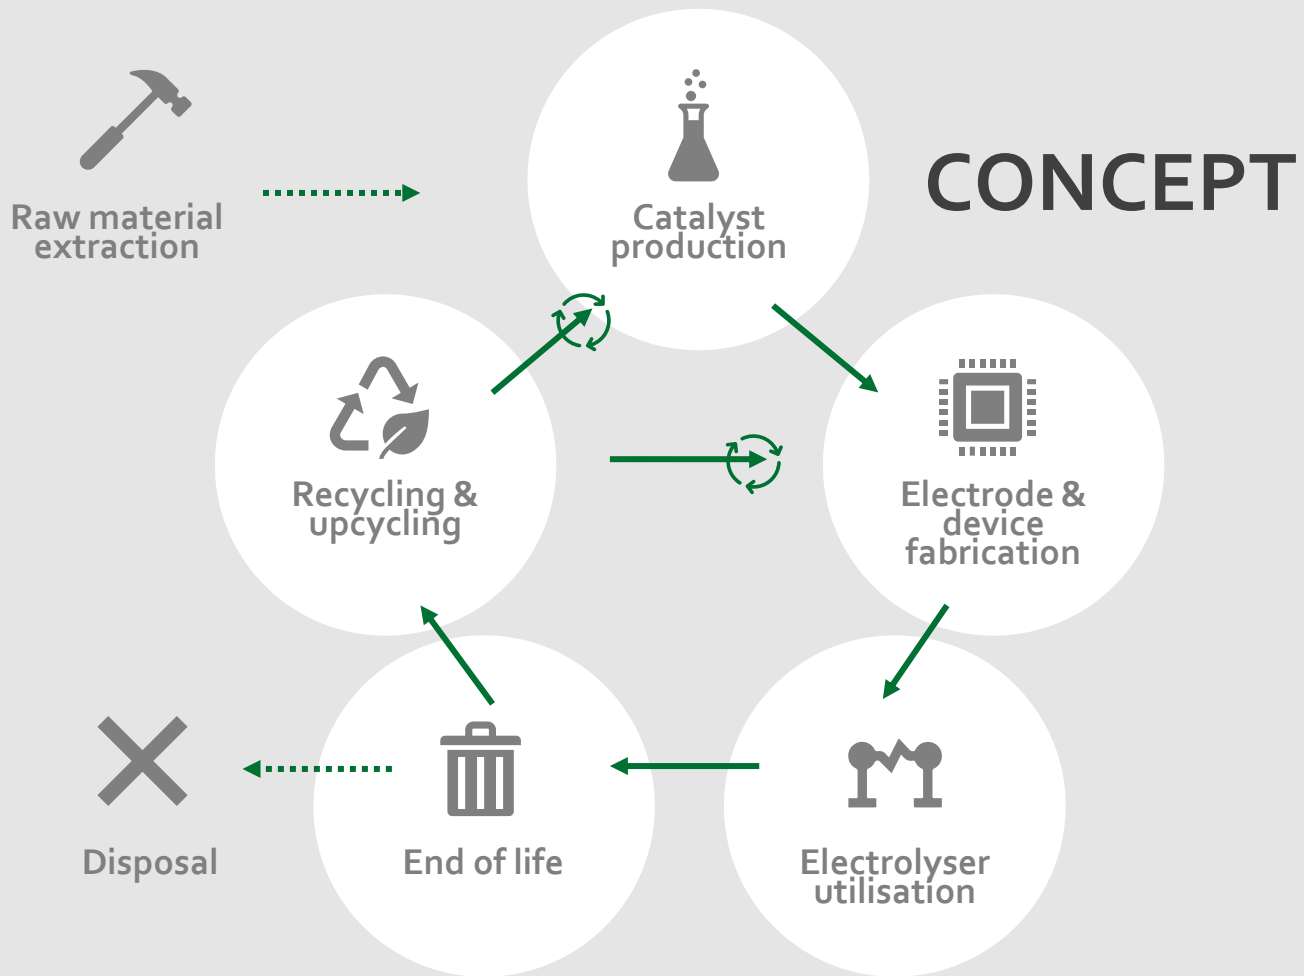 CONCEPT
Raw material
extraction
Catalyst
production
Recycling &
upcycling
Electrode &
device
fabrication
Disposal
End of life
Electrolyser
utilisation